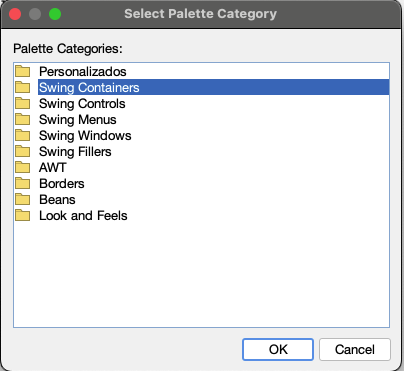 Select Palette Category
Palette Categories:
Personalizados
Swing Containers
Swing Controls
Swing Menus
Swing Windows
Swing Fillers
AWT
Borders
Beans
Look and Feels
OK
Cancel